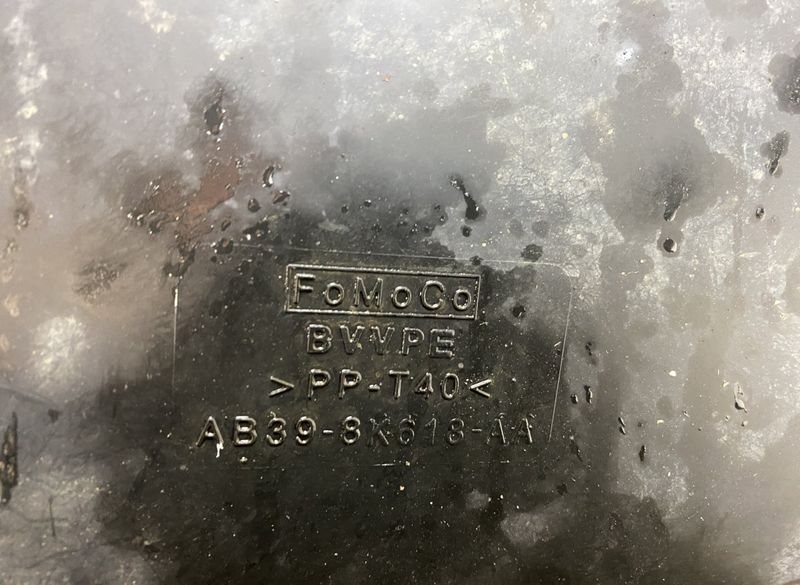 FoMoCo
BVVPE
>PP-T40<
AB39-8K618-AA